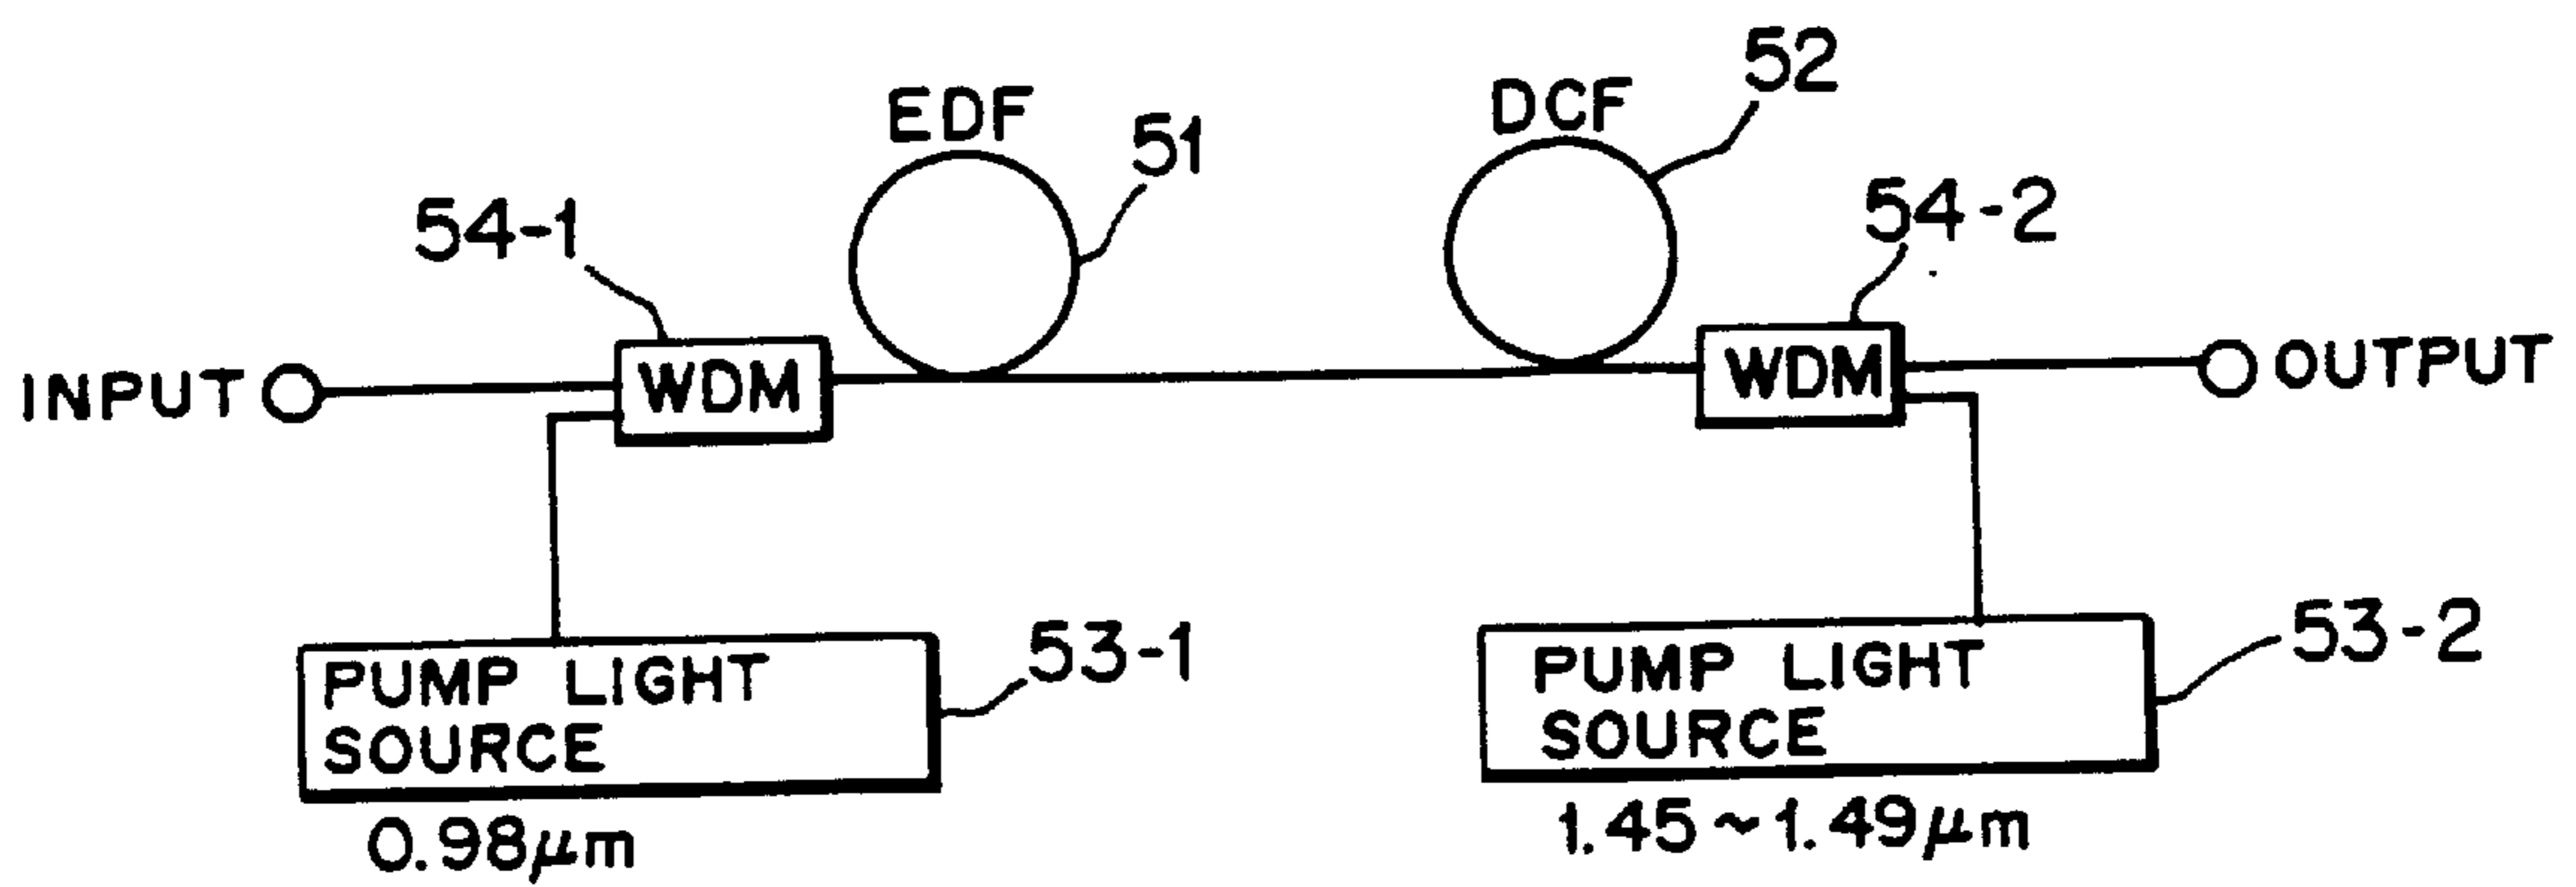 52
EDF
DCF
51
54-1
54-2
INPUT
WDM
WDM
OUTPUT
53-1
53-2
PUMP LIGHT
SOURCE
PUMP LIGHT
SOURCE
0.98μm
1.45~1.49μm